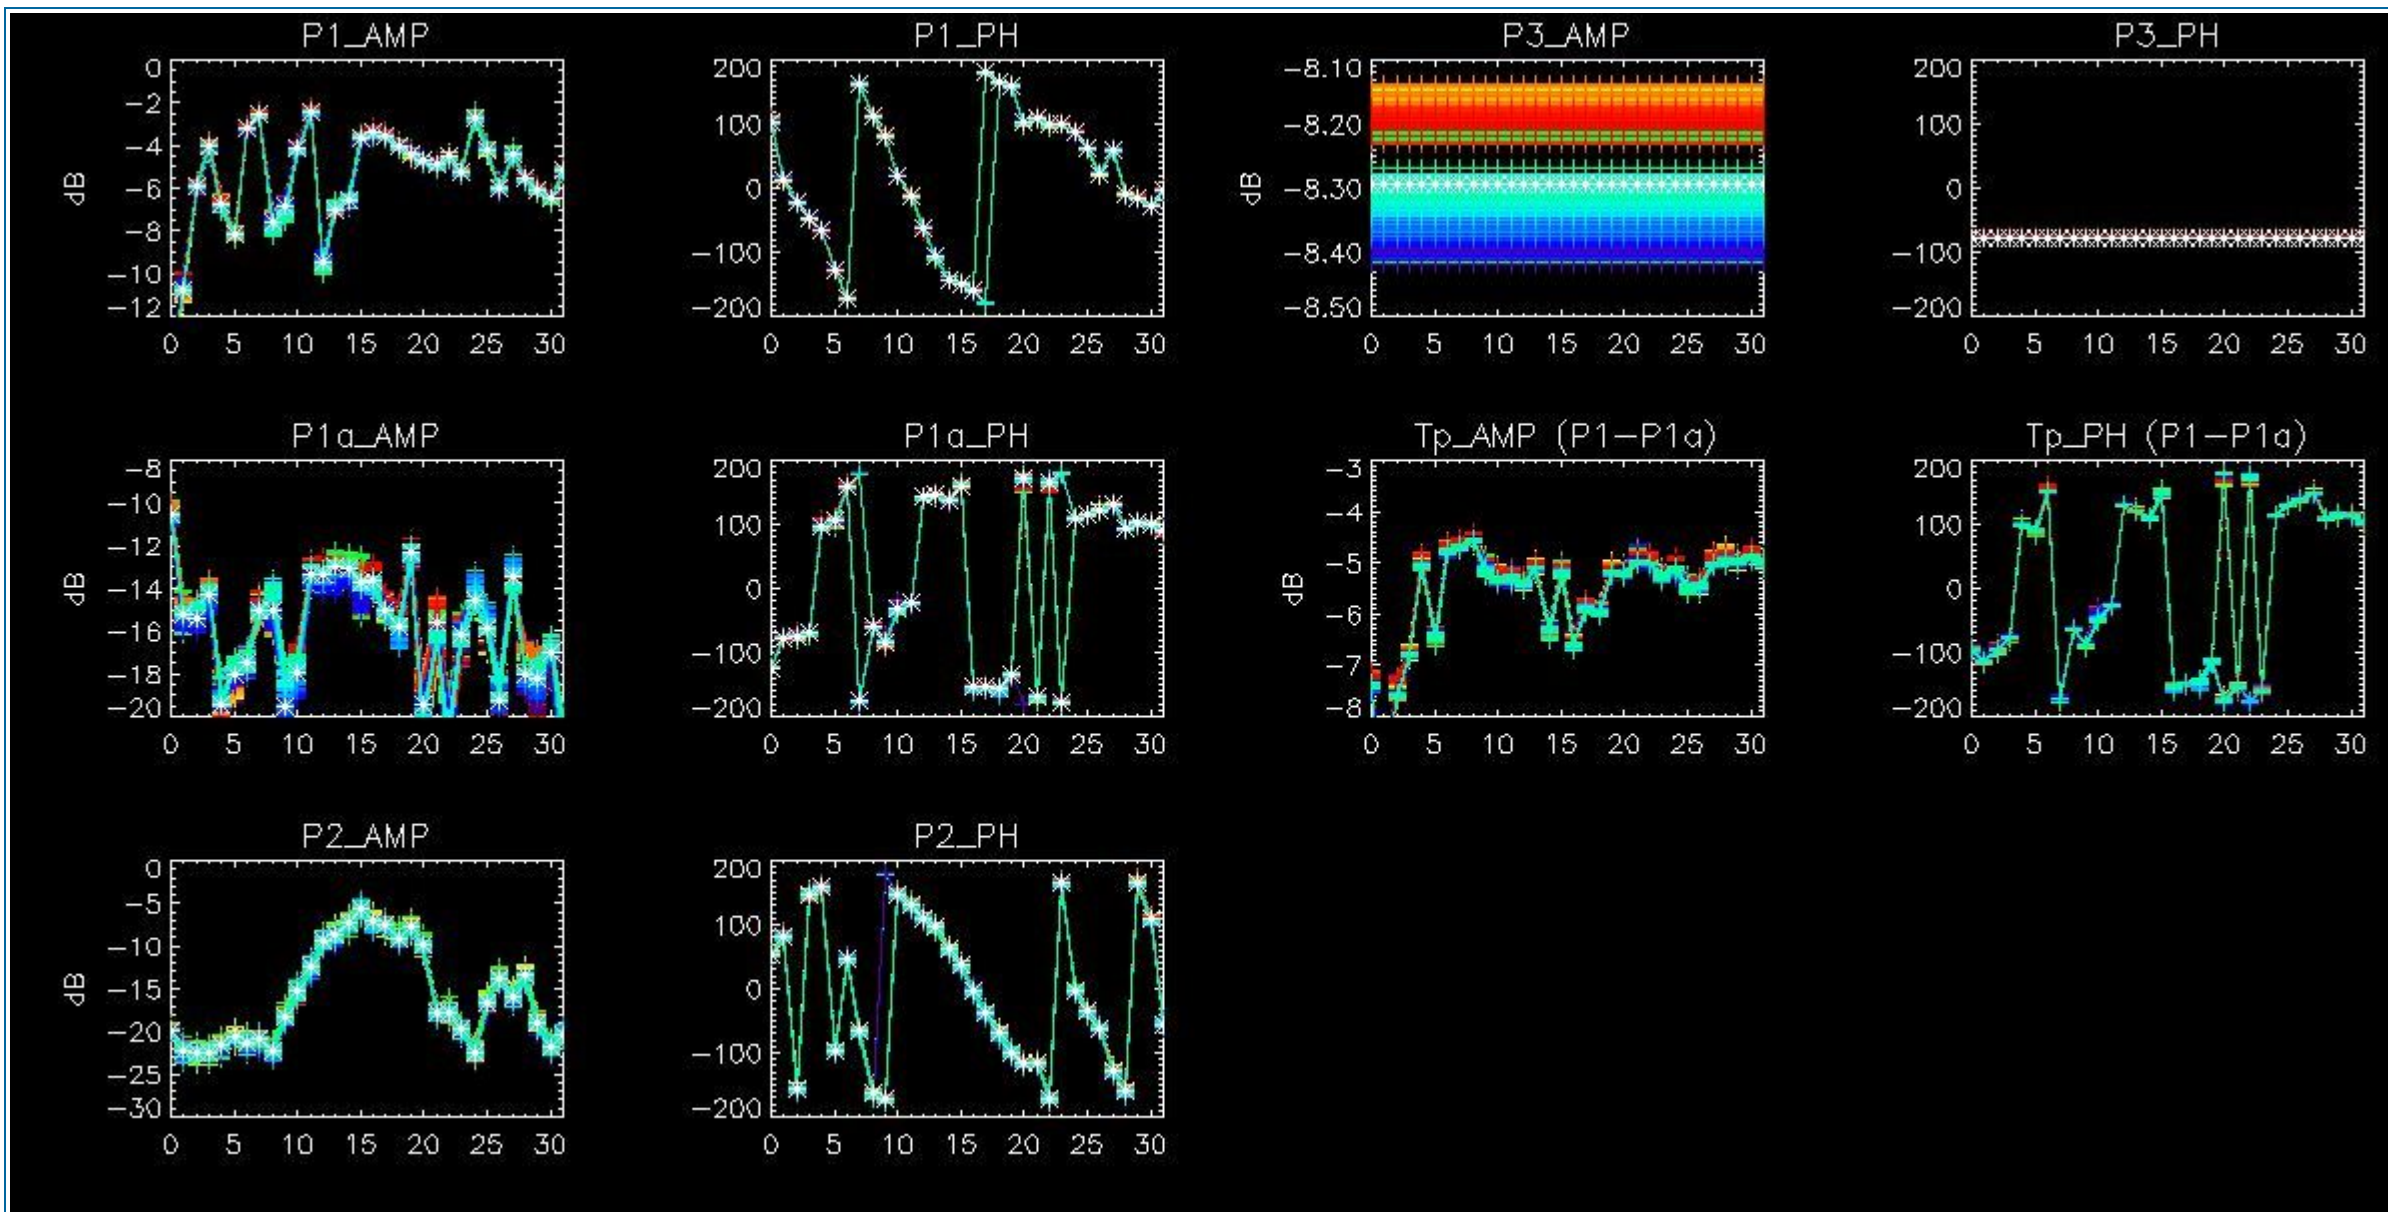 P1_AMP
P1_PH
P3_AMP
P3_PH
0
−2
−4
−6
−8
−10
−12
dB
0 5 10 15 20 25 30
200
100
0
−100
−200
0 5 10 15 20 25 30
−8.10
−8.20
−8.30
−8.40
−8.50
dB
0 5 10 15 20 25 30
200
100
0
−100
−200
0 5 10 15 20 25 30
P1a_AMP
P1a_PH
Tp_AMP (P1−P1a)
Tp_PH (P1−P1a)
−8
−10
−12
−14
−16
−18
−20
dB
0 5 10 15 20 25 30
200
100
0
−100
−200
0 5 10 15 20 25 30
−3
−4
−5
−6
−7
−8
dB
0 5 10 15 20 25 30
200
100
0
−100
−200
0 5 10 15 20 25 30
P2_AMP
P2_PH
0
−5
−10
−15
−20
−25
−30
dB
0 5 10 15 20 25 30
200
100
0
−100
−200
0 5 10 15 20 25 30